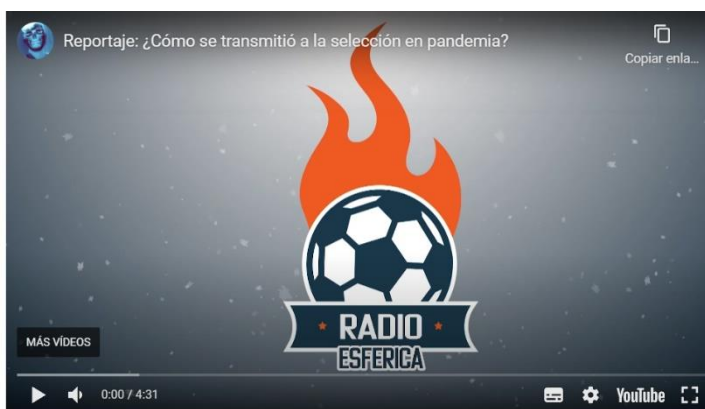 Reportaje: ¿Cómo se transmitió a la selección en pandemia?
Copiar enla...
RADIO
ESFERICA
MÁS VÍDEOS
0:00 / 4:31
YouTube